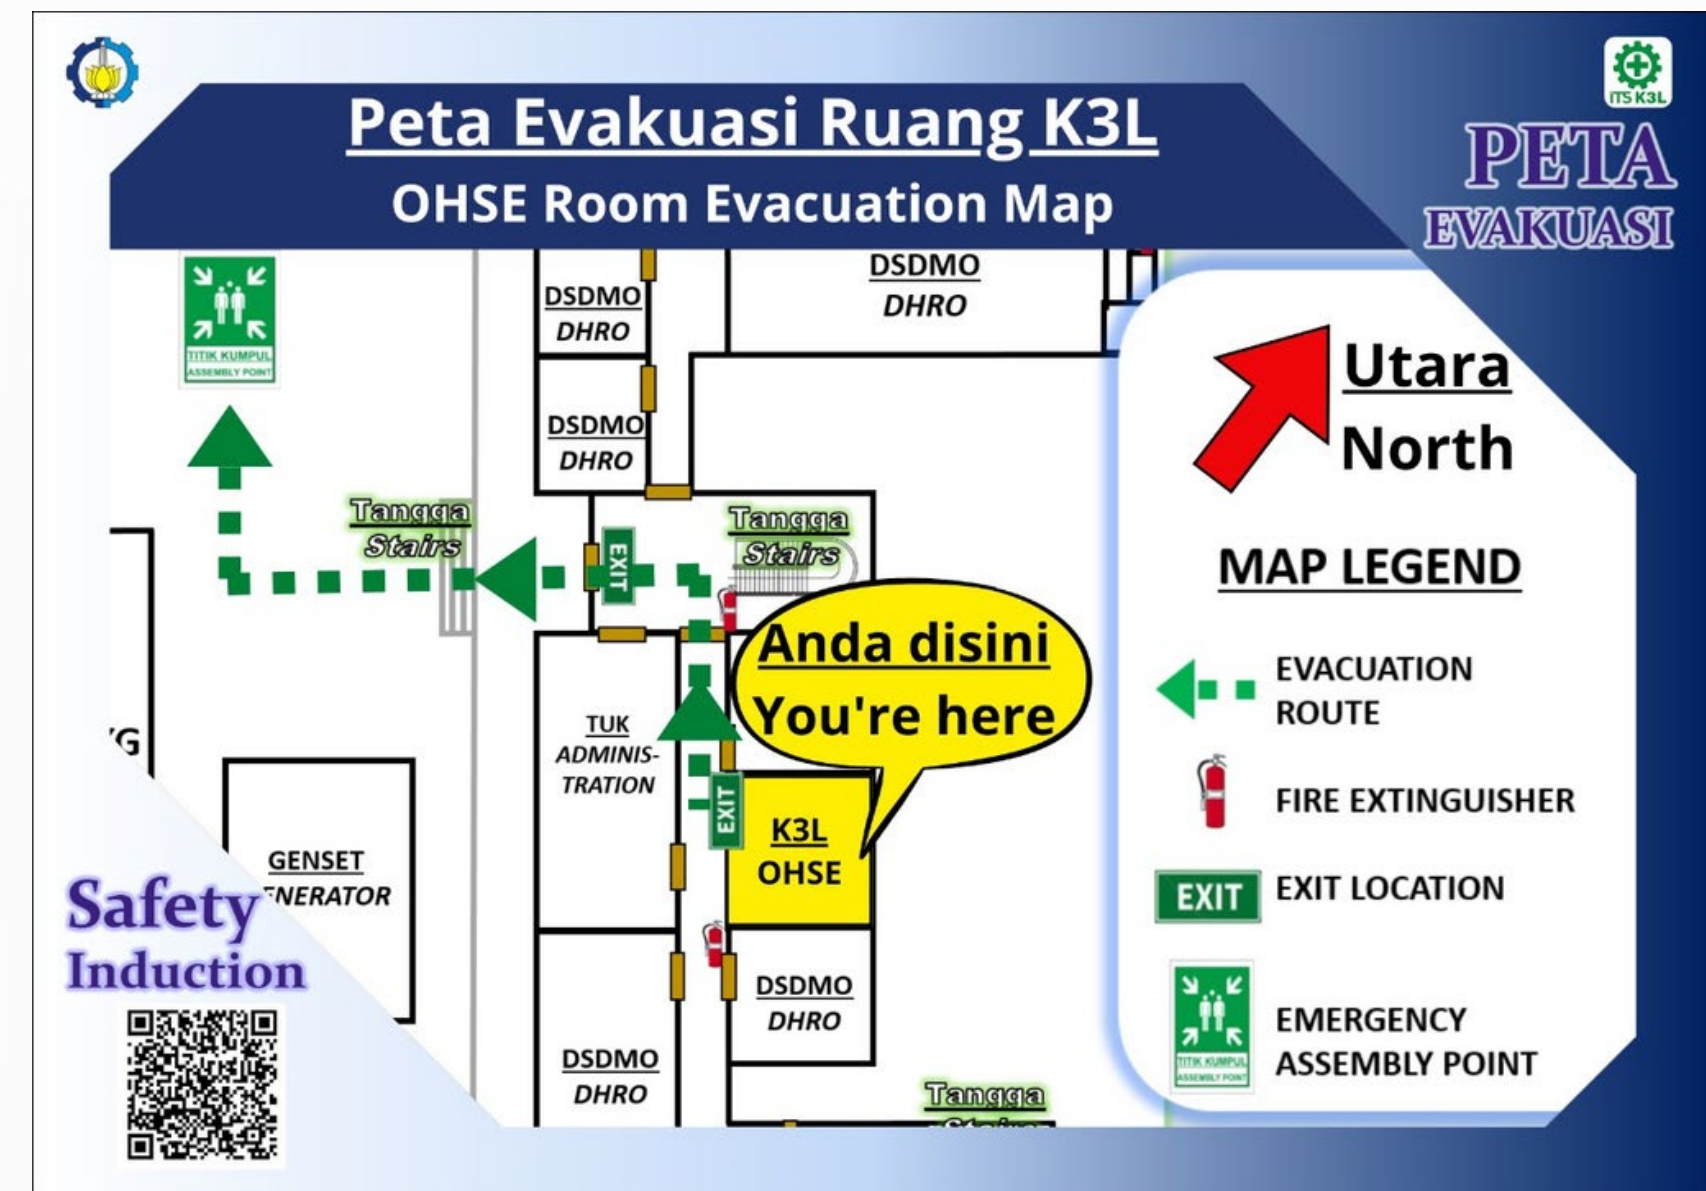 ITS K3L
Peta Evakuasi Ruang K3L
OHSE Room Evacuation Map
PETA
EVAKUASI
TITIK KUMPUL
ASSEMBLY POINT
DSDMO
DHRO
DSDMO
DHRO
DSDMO
DHRO
Tangga
Stairs
EXIT
Tangga
Stairs
Anda disini
You're here
TUK
ADMINIS-
TRATION
EXIT
K3L
OHSE
YG
GENSET
ENERATOR
DSDMO
DHRO
DSDMO
DHRO
Tangga
Stairs
Safety
Induction
Utara
North
MAP LEGEND
EVACUATION
ROUTE
FIRE EXTINGUISHER
EXIT
EXIT LOCATION
TITIK KUMPUL
ASSEMBLY POINT
EMERGENCY
ASSEMBLY POINT